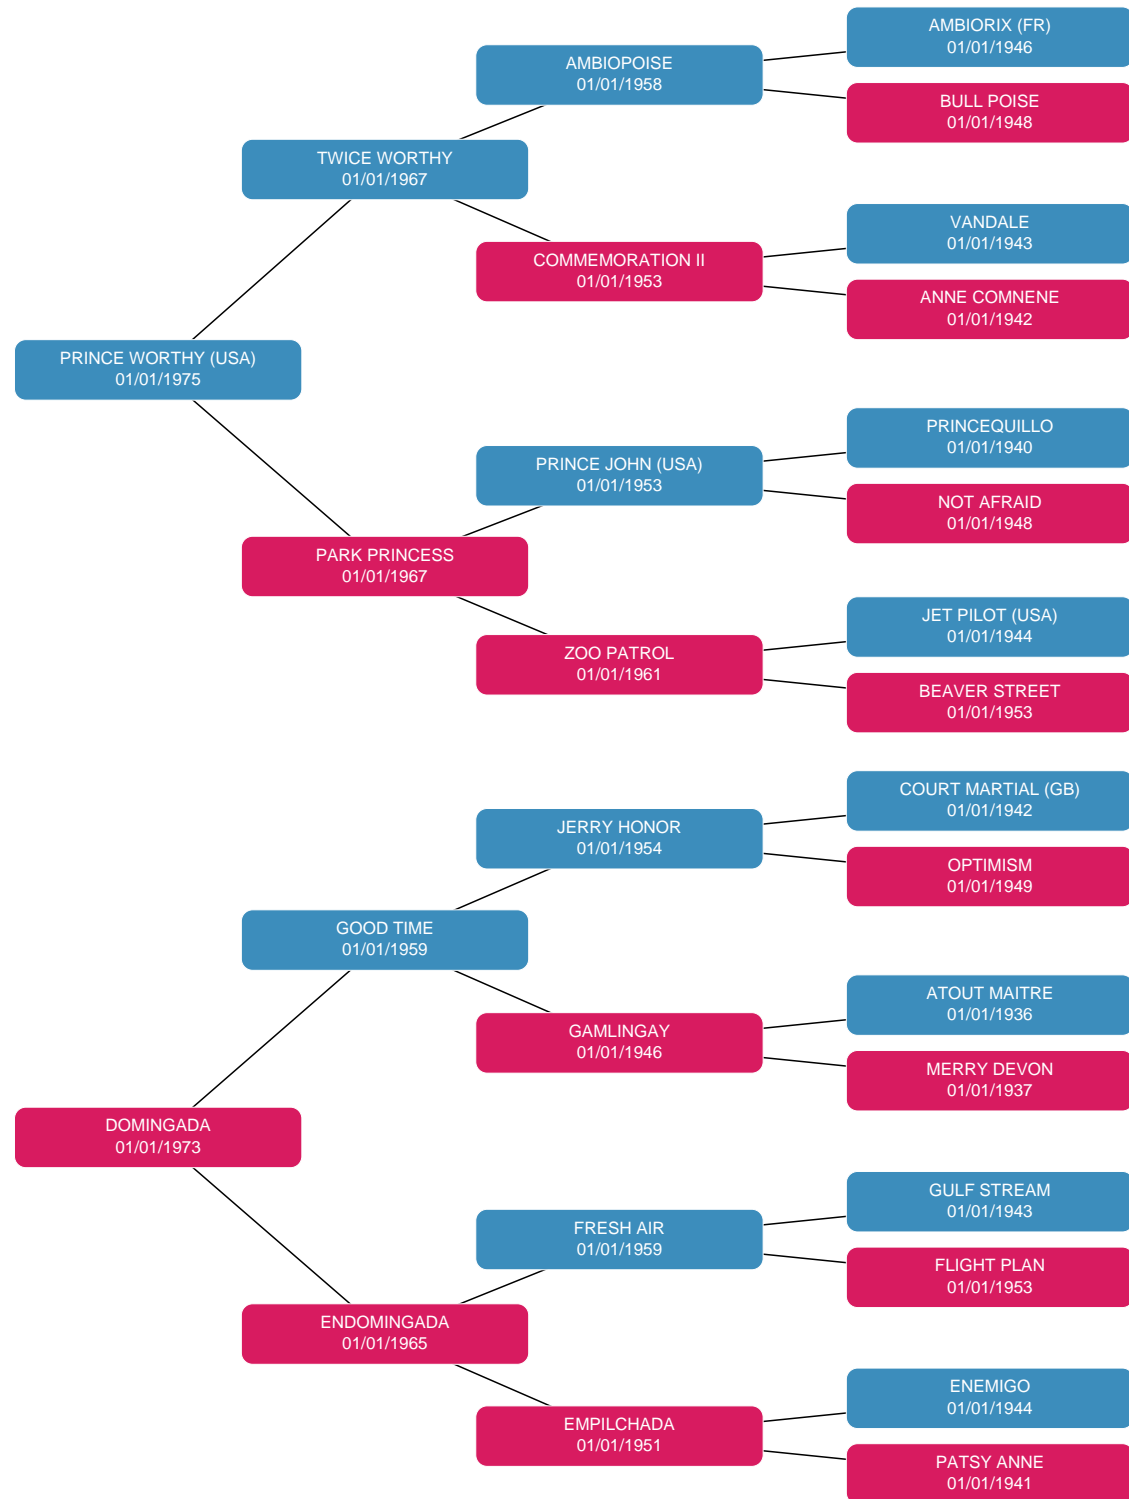 AMBIORIX (FR)
01/01/1946
AMBIOPOISE
01/01/1958
BULL POISE
01/01/1948
TWICE WORTHY
01/01/1967
VANDALE
01/01/1943
COMMEMORATION II
01/01/1953
ANNE COMNENE
01/01/1942
PRINCE WORTHY (USA)
01/01/1975
PRINCEQUILLO
01/01/1940
PRINCE JOHN (USA)
01/01/1953
NOT AFRAID
01/01/1948
PARK PRINCESS
01/01/1967
JET PILOT (USA)
01/01/1944
ZOO PATROL
01/01/1961
BEAVER STREET
01/01/1953
COURT MARTIAL (GB)
01/01/1942
JERRY HONOR
01/01/1954
OPTIMISM
01/01/1949
GOOD TIME
01/01/1959
ATOUT MAITRE
01/01/1936
GAMLINGAY
01/01/1946
MERRY DEVON
01/01/1937
DOMINGADA
01/01/1973
GULF STREAM
01/01/1943
FRESH AIR
01/01/1959
FLIGHT PLAN
01/01/1953
ENDOMINGADA
01/01/1965
ENEMIGO
01/01/1944
EMPILCHADA
01/01/1951
PATSY ANNE
01/01/1941